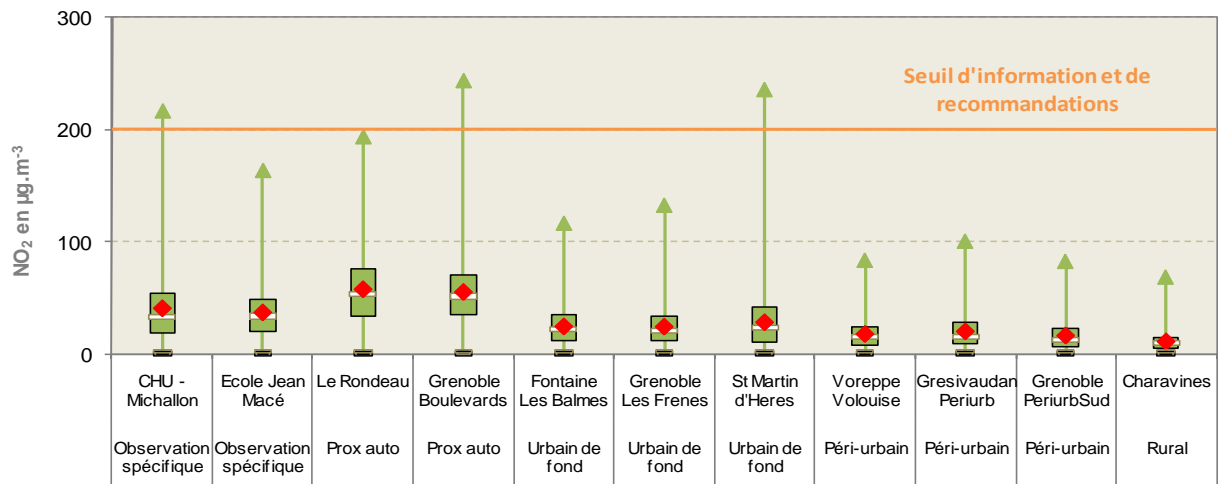 300
200
100
0
NO₂ en µg.m⁻³
Seuil d'information et de
recommandations
CHU -
Michallon
Ecole Jean
Macé
Le Rondeau
Grenoble
Boulevards
Fontaine
Les Balmes
Grenoble
Les Frenes
St Martin
d'Heres
Voreppe
Volouise
Gresivaudan
Periurb
Grenoble
PeriurbSud
Charavines
Observation
spécifique
Observation
spécifique
Prox auto
Prox auto
Urbain de
fond
Urbain de
fond
Urbain de
fond
Péri-urbain
Péri-urbain
Péri-urbain
Rural